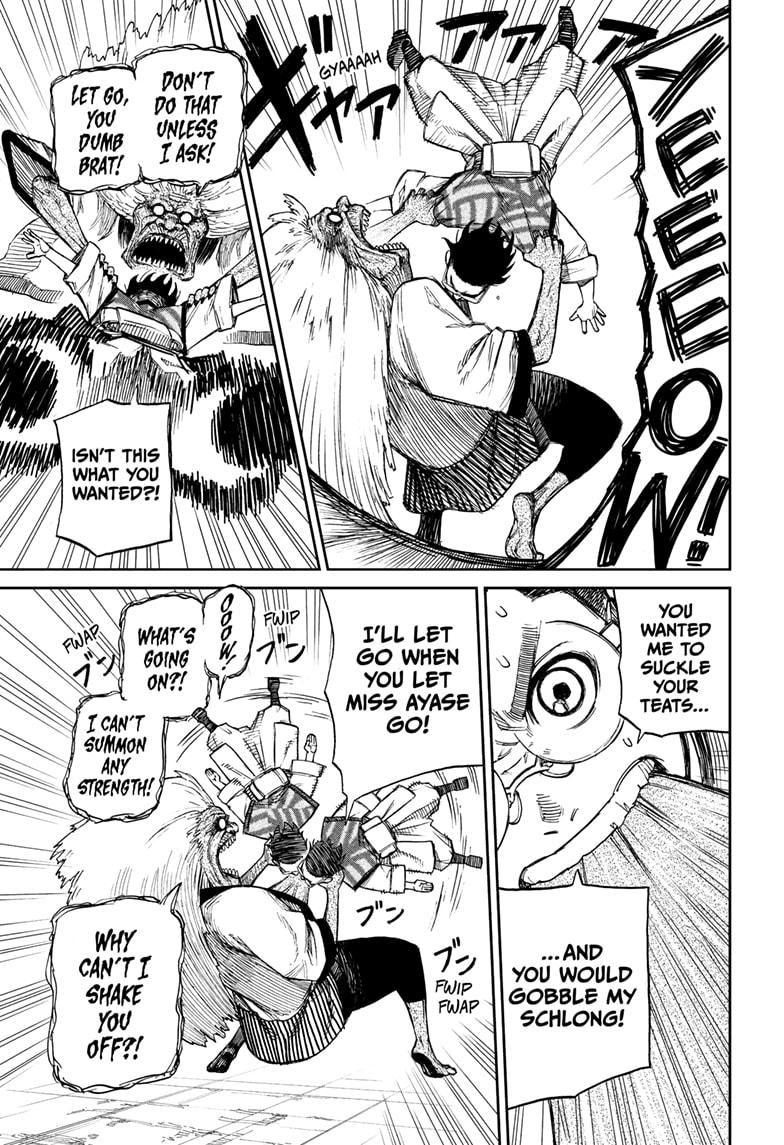 YEEEOW!
ギャアアアア
GYAAAAH
DON'T
DO THAT
UNLESS
I ASK!
LET GO,
YOU
DUMB
BRAT!
ISN'T THIS
WHAT YOU
WANTED?!
YOU
WANTED
ME TO
SUCKLE
YOUR
TEATS...
...AND
YOU WOULD
GOBBLE MY
SCHLONG!
I'LL LET
GO WHEN
YOU LET
MISS AYASE
GO!
FWIP
ブン
OOOW!
WHAT'S
GOING
ON?!
FWAP
ブン
I CAN'T
SUMMON
ANY
STRENGTH!
ブン
ブン
FWIP
FWAP
WHY
CAN'T I
SHAKE
YOU
OFF?!